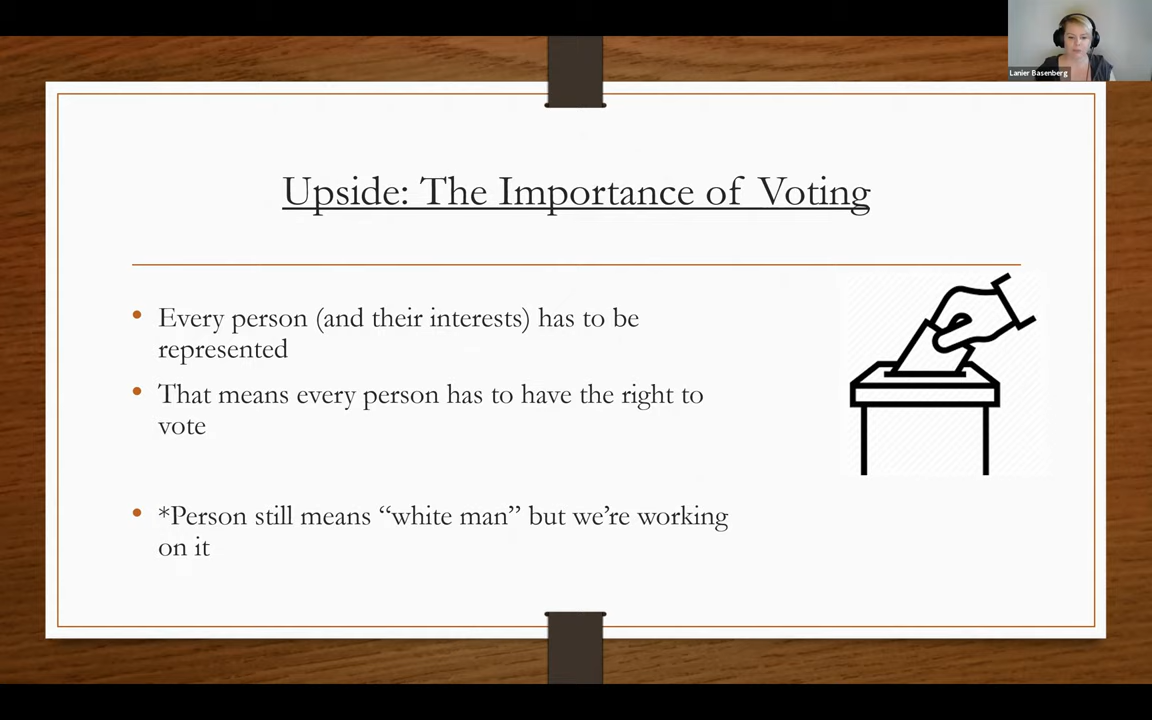 Lanier Basenberg
Upside: The Importance of Voting
• Every person (and their interests) has to be
represented
• That means every person has to have the right to
vote
• *Person still means “white man” but we’re working
on it